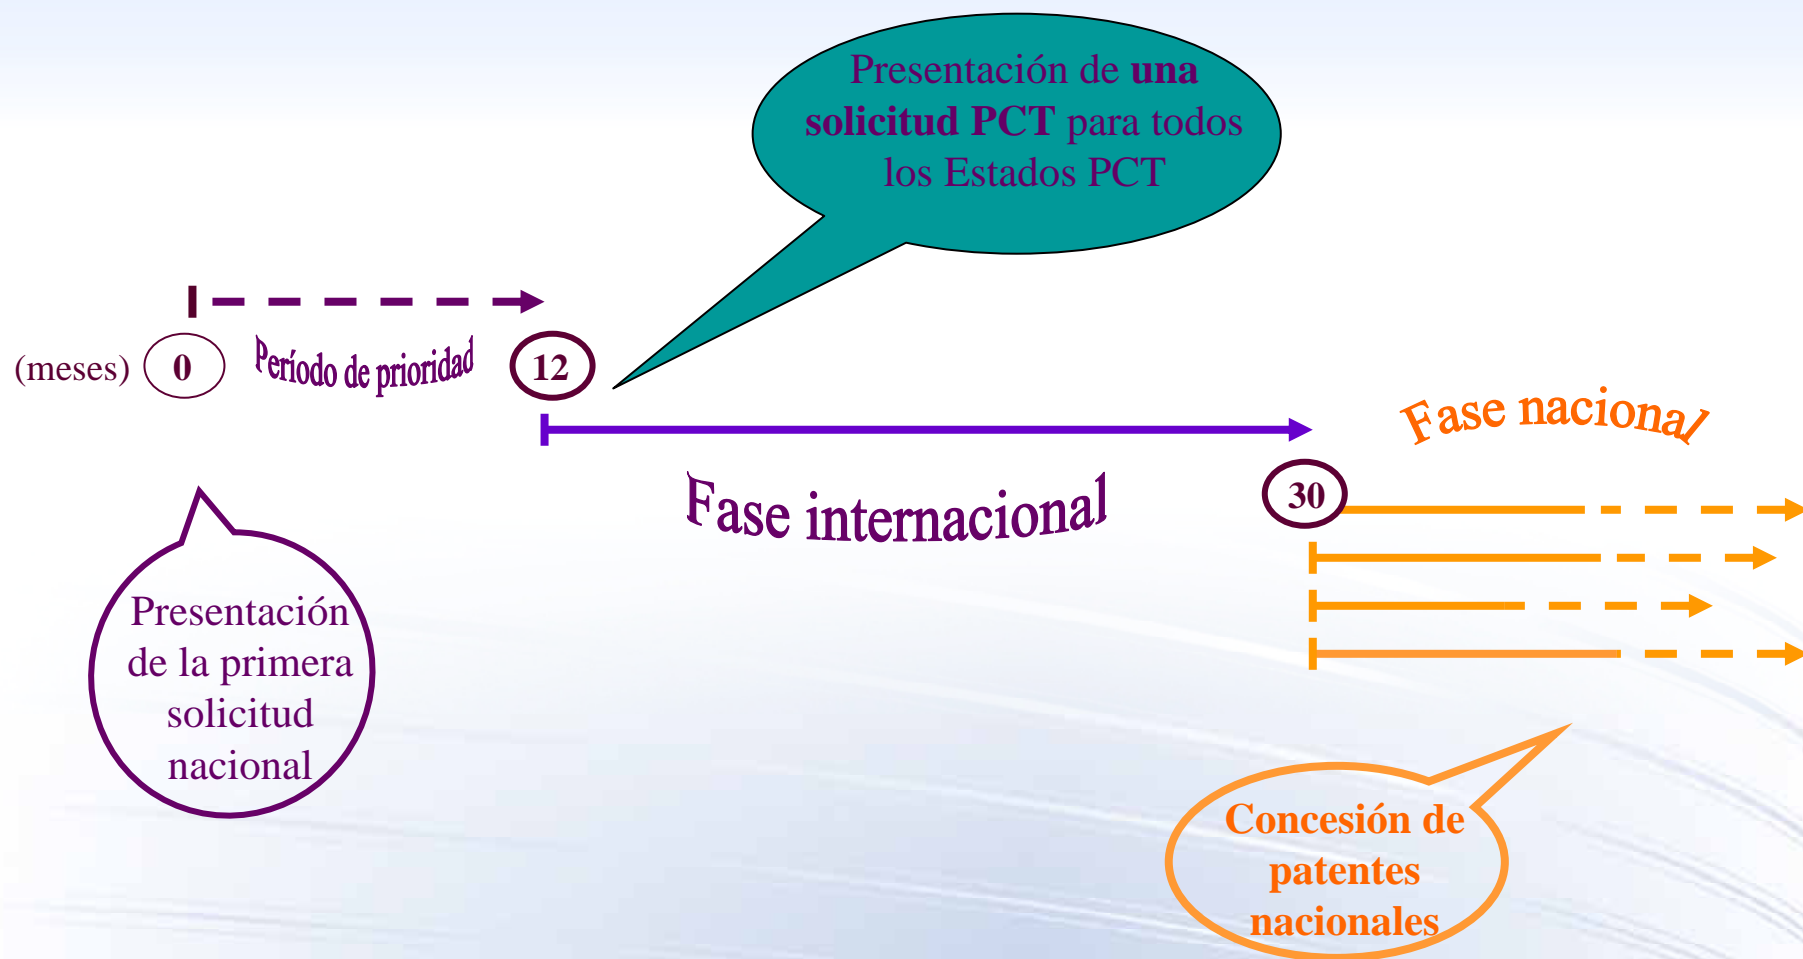 Presentación de una
solicitud PCT para todos
los Estados PCT
(meses) 0 Período de prioridad 12
Fase nacional
Fase internacional
30
Presentación
de la primera
solicitud
nacional
Concesión de
patentes
nacionales